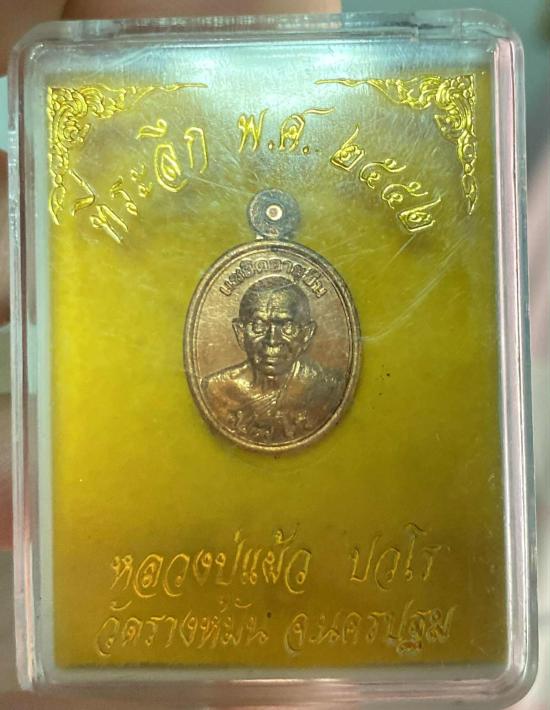 ที่ระลึก พ.ศ. ๒๕๕๒
หลวงปู่แผ้ว ปวโร
วัดรางหมัน จ.นครปฐม